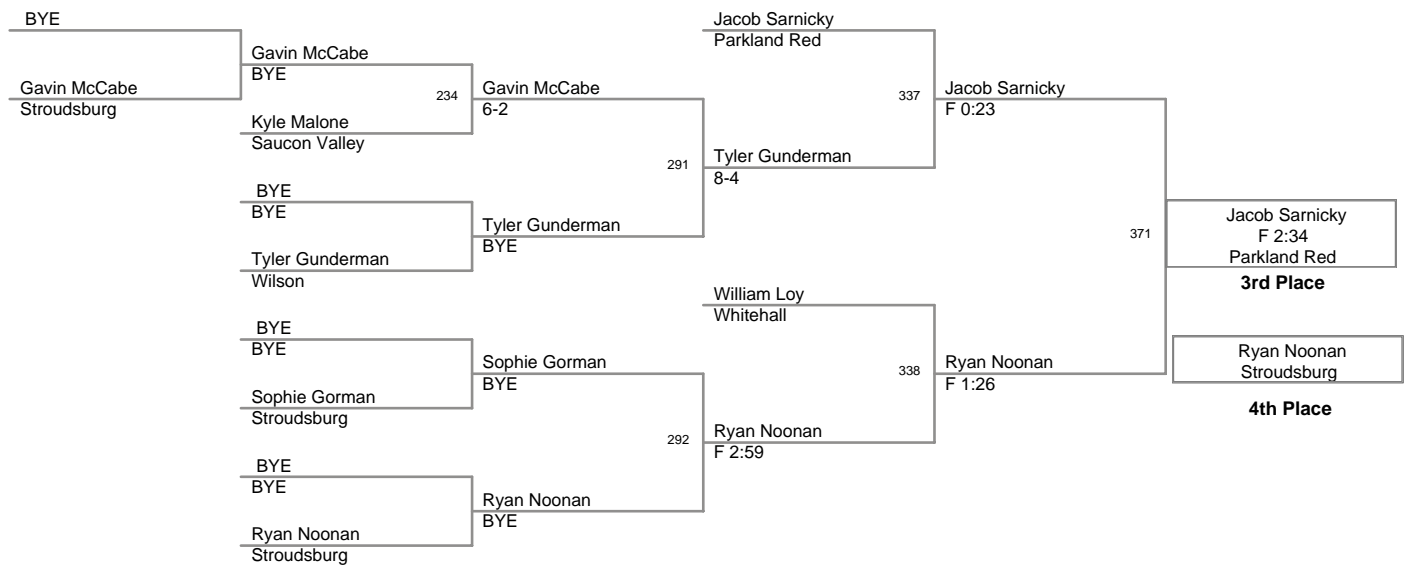 BYE
Gavin McCabe
Stroudsburg
Gavin McCabe
BYE
234
Kyle Malone
Saucon Valley
BYE
BYE
Tyler Gunderman
Wilson
BYE
BYE
Sophie Gorman
Stroudsburg
BYE
BYE
Ryan Noonan
Stroudsburg
Gavin McCabe
6-2
291
Tyler Gunderman
BYE
Sophie Gorman
BYE
292
Ryan Noonan
BYE
Jacob Sarnicky
Parkland Red
337
Tyler Gunderman
8-4
William Loy
Whitehall
338
Ryan Noonan
F 2:59
Jacob Sarnicky
F 0:23
371
Ryan Noonan
F 1:26
Jacob Sarnicky
F 2:34
Parkland Red
3rd Place
Ryan Noonan
Stroudsburg
4th Place